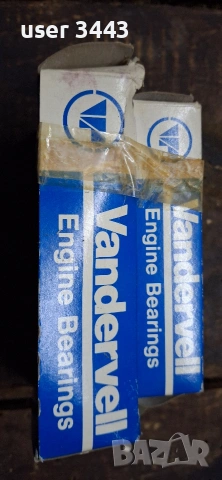 user 3443
Vandervell
Engine Bearings
Vandervell
Engine Bearings
BAZAR